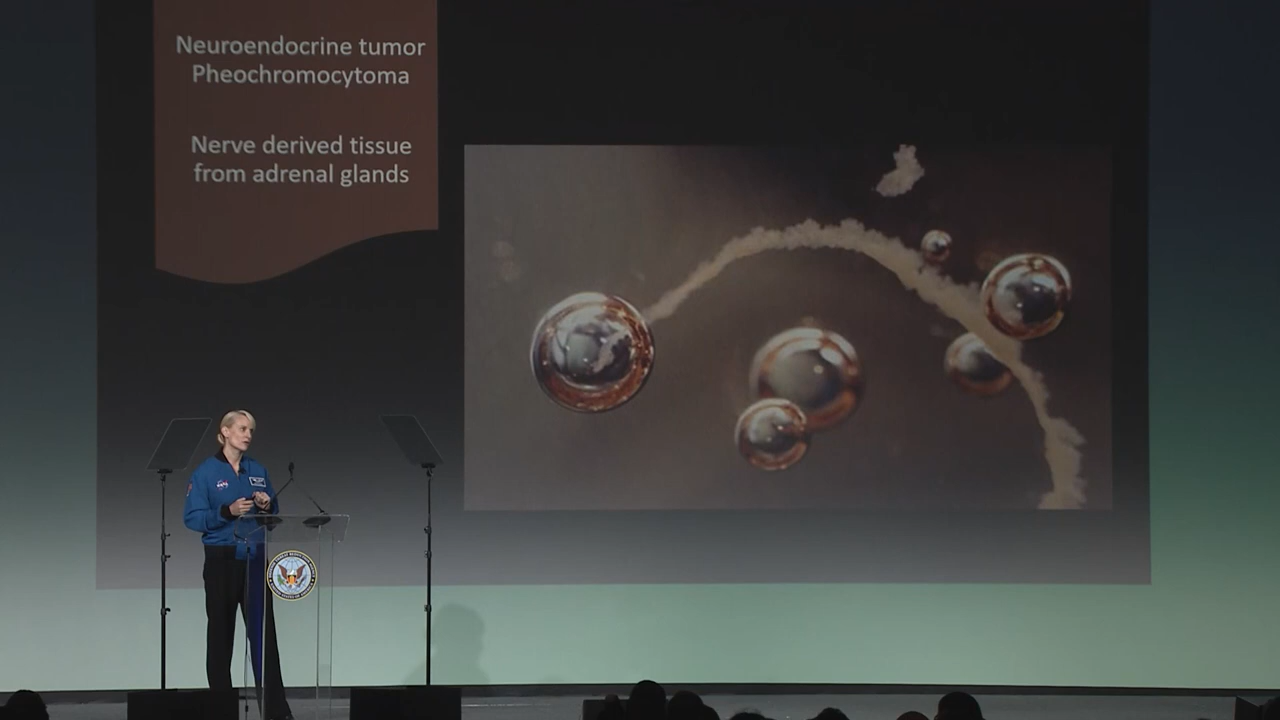 Neuroendocrine tumor
Pheochromocytoma
Nerve derived tissue
from adrenal glands